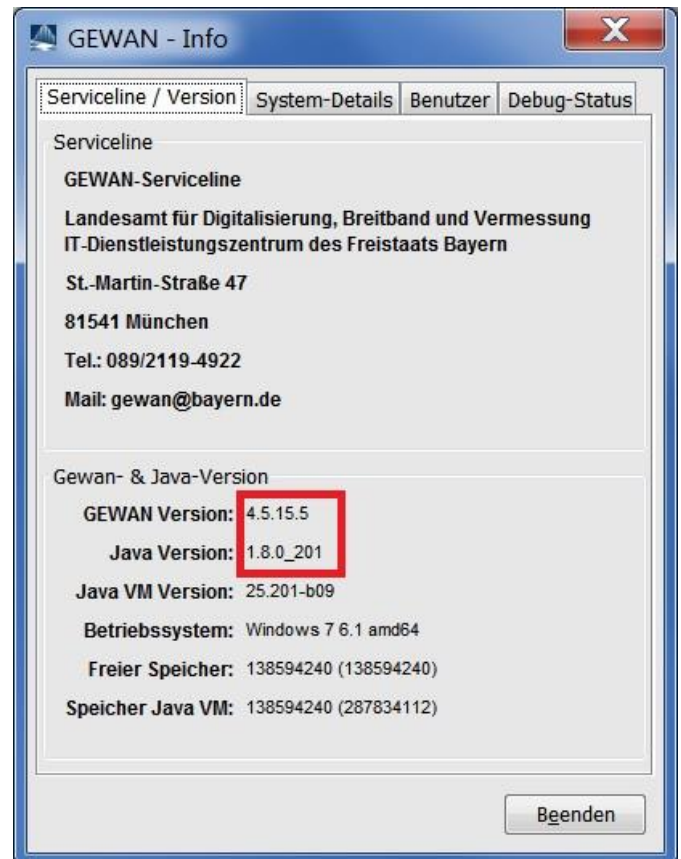 GEWAN - Info
Serviceline / Version System-Details Benutzer Debug-Status
Serviceline
GEWAN-Serviceline
Landesamt für Digitalisierung, Breitband und Vermessung
IT-Dienstleistungszentrum des Freistaats Bayern
St.-Martin-Straße 47
81541 München
Tel.: 089/2119-4922
Mail: gewan@bayern.de
Gewan- & Java-Version
GEWAN Version: 4.5.15.5
Java Version: 1.8.0_201
Java VM Version: 25.201-b09
Betriebssystem: Windows 7 6.1 amd64
Freier Speicher: 138594240 (138594240)
Speicher Java VM: 138594240 (287834112)
Beenden